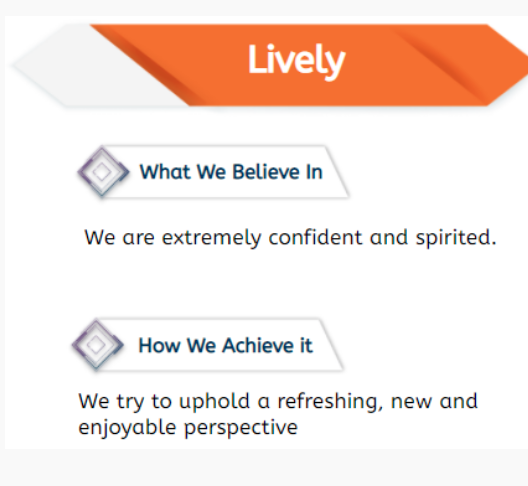 Lively
What We Believe In
We are extremely confident and spirited.
How We Achieve it
We try to uphold a refreshing, new and
enjoyable perspective